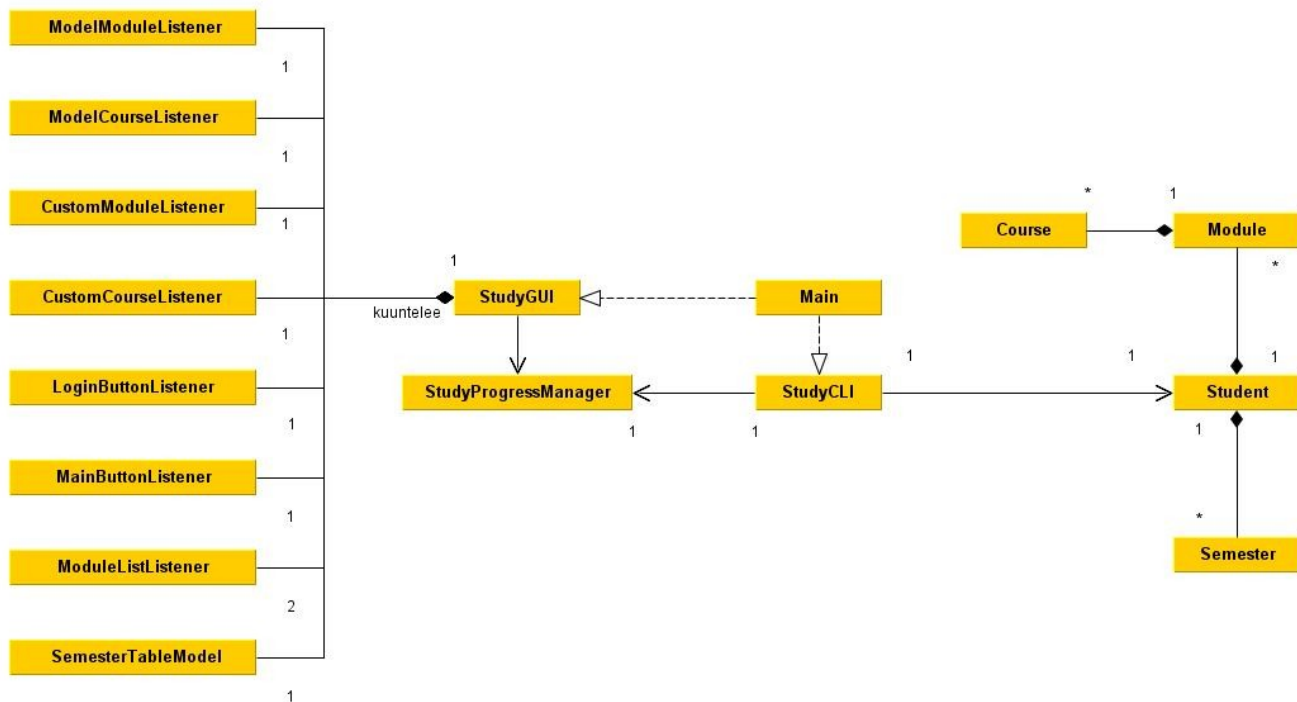 ModelModuleListener
1
ModelCourseListener
1
CustomModuleListener
1
CustomCourseListener
1
LoginButtonListener
1
MainButtonListener
1
ModuleListListener
2
SemesterTableModel
1
1
kuuntelee
StudyGUI
Main
StudyProgressManager
1
StudyCLI
1
1
1
Course
*
1
Module
*
1
Student
1
*
Semester